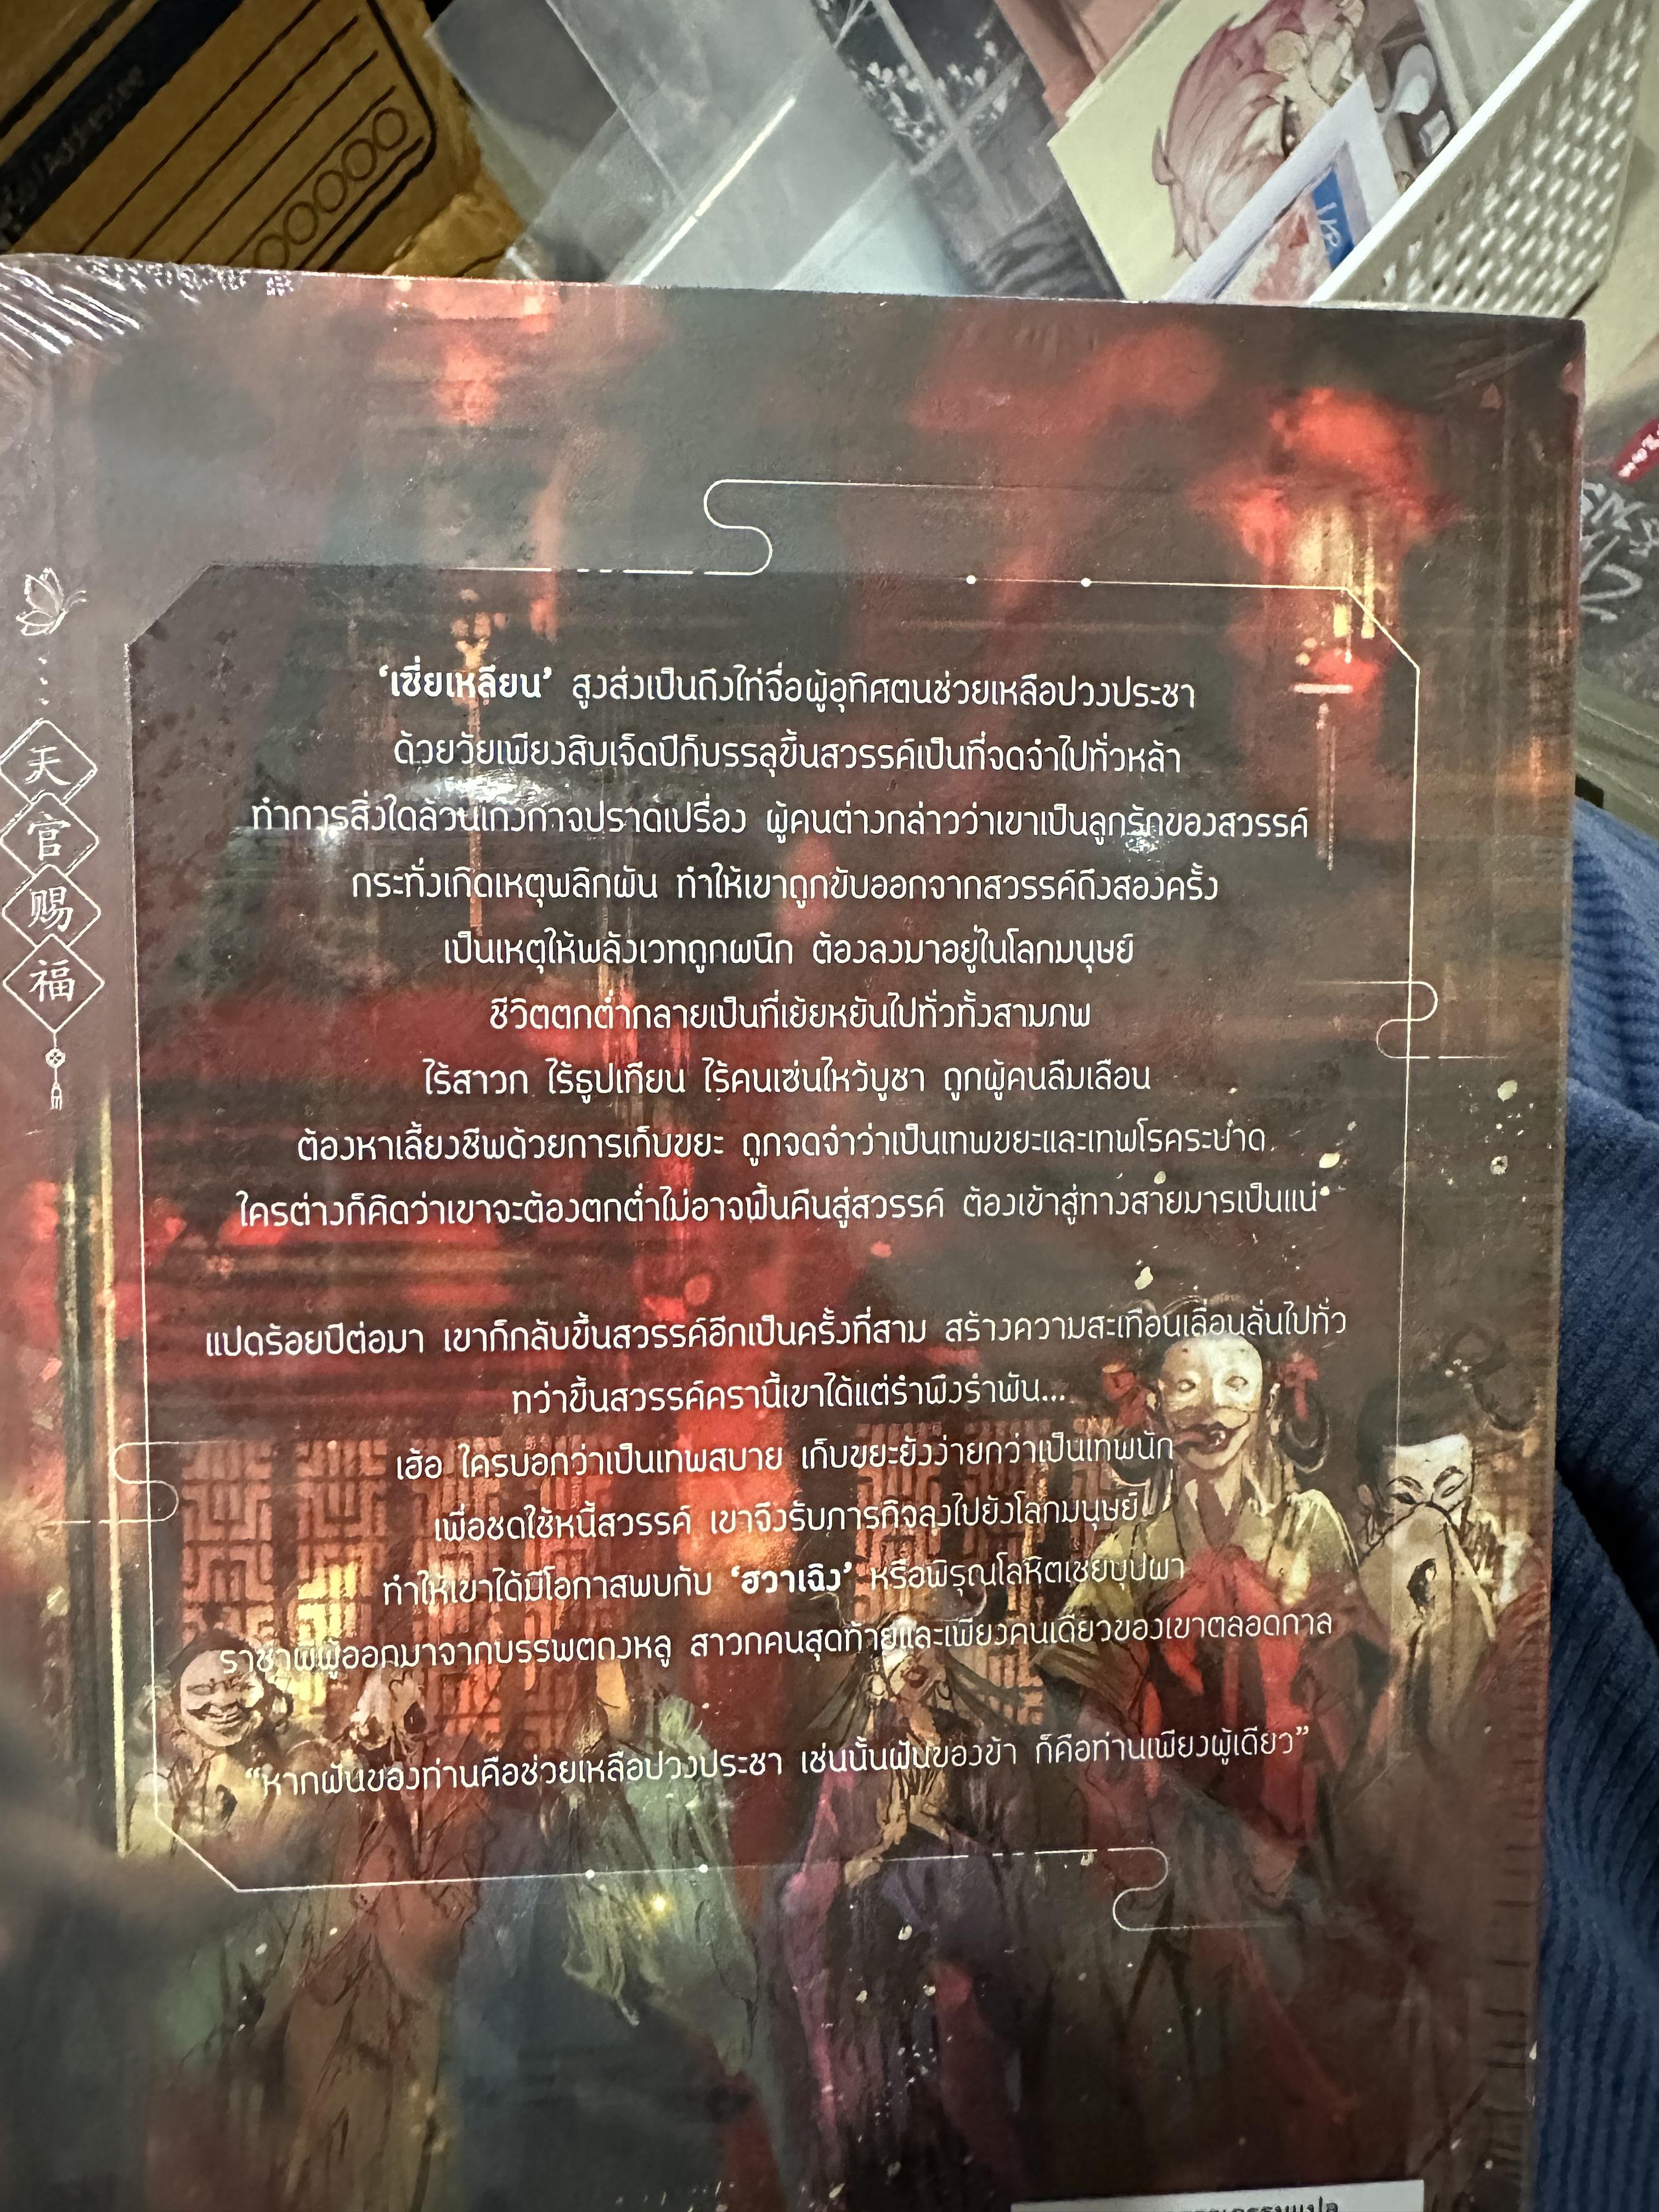 天
官
赐
福
‘เซี่ยเหลียน’ สูงส่งเป็นถึงไท่จื่อผู้อุทิศตนช่วยเหลือปวงประชา
ด้วยวัยเพียงสิบเจ็ดปีก็บรรลุขึ้นสวรรค์เป็นที่จดจำไปทั่วหล้า
ทำการสิ่งใดล้วนเก่งกาจปราดเปรื่อง ผู้คนต่างกล่าวว่าเขาเป็นลูกรักของสวรรค์
กระทั่งเกิดเหตุพลิกผัน ทำให้เขาถูกขับออกจากสวรรค์ถึงสองครั้ง
เป็นเหตุให้พลังเวทถูกผนึก ต้องลงมาอยู่ในโลกมนุษย์
ชีวิตตกต่ำกลายเป็นที่เย้ยหยันไปทั่วทั้งสามภพ
ไร้สาวก ไร้ธูปเทียน ไร้คนเซ่นไหว้บูชา ถูกผู้คนลืมเลือน
ต้องหาเลี้ยงชีพด้วยการเก็บขยะ ถูกจดจำว่าเป็นเทพขยะและเทพโรคระบาด
ใครต่างก็คิดว่าเขาจะต้องตกต่ำไม่อาจฟื้นคืนสู่สวรรค์ ต้องเข้าสู่ทางสายมารเป็นแน่
แปดร้อยปีต่อมา เขาก็กลับขึ้นสวรรค์อีกเป็นครั้งที่สาม สร้างความสะเทือนเลื่อนลั่นไปทั่ว
ทว่าขึ้นสวรรค์ครานี้เขาได้แต่รำพึงรำพัน...
เฮ้อ ใครบอกว่าเป็นเทพสบาย เก็บขยะยังง่ายกว่าเป็นเทพนัก
เพื่อชดใช้หนี้สวรรค์ เขาจึงรับภารกิจลงไปยังโลกมนุษย์
ทำให้เขาได้มีโอกาสพบกับ ‘ฮวาเฉิง’ หรือพิรุณโลหิตเชยบุปผา
ราชาผีผู้ออกมาจากบรรพตถงหลู สาวกคนสุดท้ายและเพียงคนเดียวของเขาตลอดกาล
“หากฝันของท่านคือช่วยเหลือปวงประชา เช่นนั้นฝันของข้า ก็คือท่านเพียงผู้เดียว”